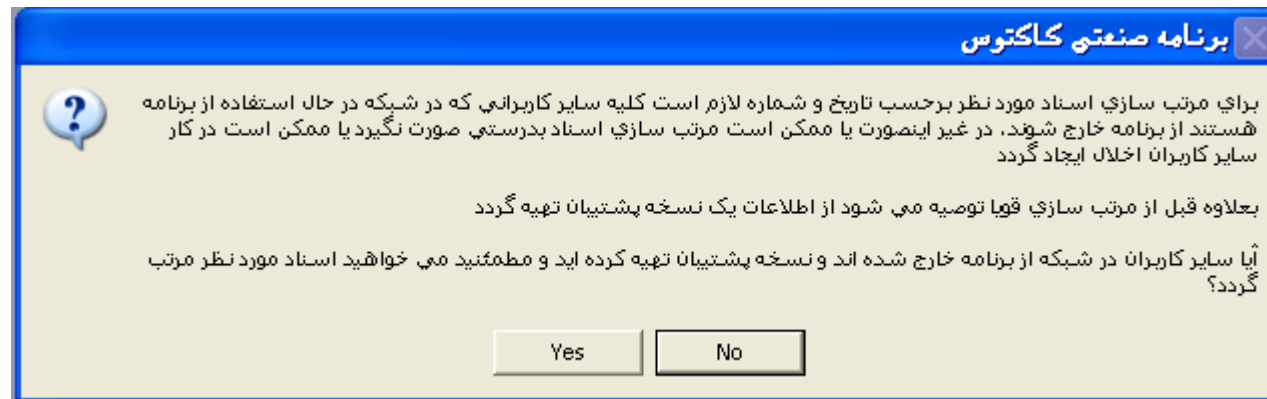 برنامه صنعتي كاكتوس
براي مرتب سازي اسناد مورد نظر برحسب تاريخ و شماره لازم است كليه ساير كاربراني كه در شبكه در حال استفاده از برنامه
هستند از برنامه خارج شوند، در غير اينصورت يا ممكن است مرتب سازي اسناد بدرستي صورت نگيرد يا ممكن است در كار
ساير كاربران اخلال ايجاد گردد
بعلاوه قبل از مرتب سازي قويا توصيه مي شود از اطلاعات يک نسخه پشتيبان تهيه گردد
آيا ساير كاربران در شبكه از برنامه خارج شده اند و نسخه پشتيبان تهيه كرده ايد و مطمئنيد مي خواهيد اسناد مورد نظر مرتب
گردد؟
Yes No